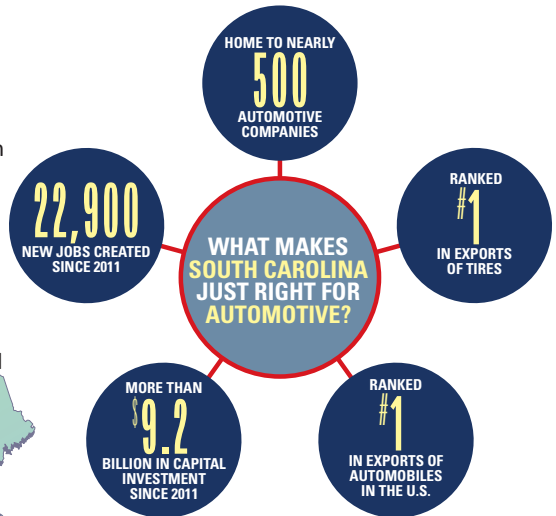 HOME TO NEARLY
500
AUTOMOTIVE
COMPANIES
n
22,900
NEW JOBS CREATED
SINCE 2011
RANKED
#1
IN EXPORTS
OF TIRES
WHAT MAKES
SOUTH CAROLINA
JUST RIGHT FOR
AUTOMOTIVE?
MORE THAN
$9.2
BILLION IN CAPITAL
INVESTMENT
SINCE 2011
RANKED
#1
IN EXPORTS OF
AUTOMOBILES
IN THE U.S.